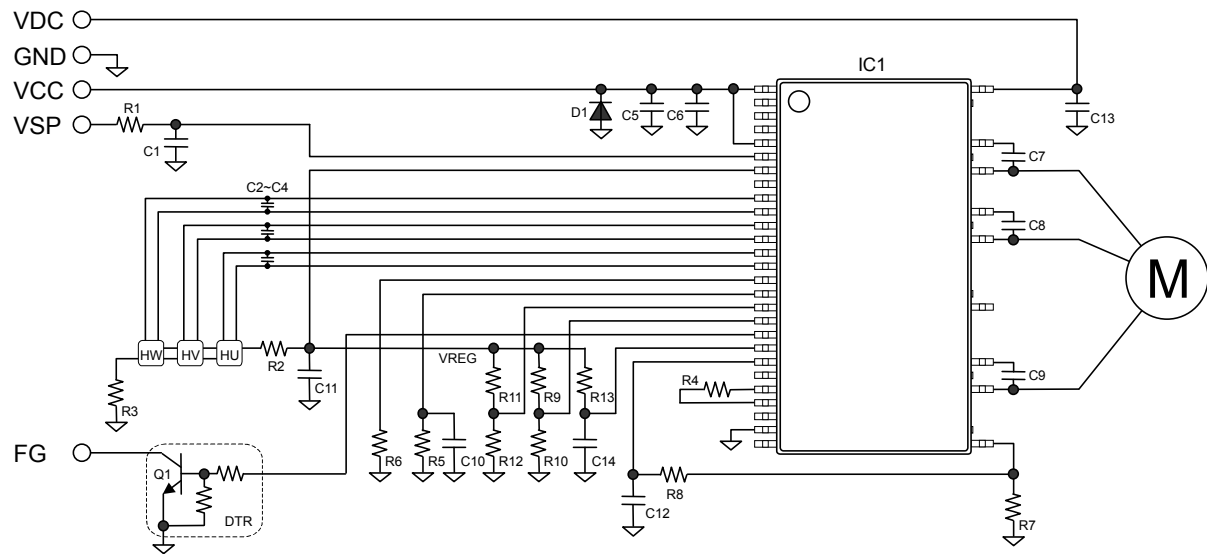 VDC
GND
VCC
VSP
R1
C1
D1
C5
C6
IC1
C13
C7
C2~C4
C8
M
HW
HV
HU
R2
C11
VREG
R3
R11
R9
R13
R4
C9
FG
Q1
DTR
R6
R5
C10
R12
R10
C14
R8
C12
R7